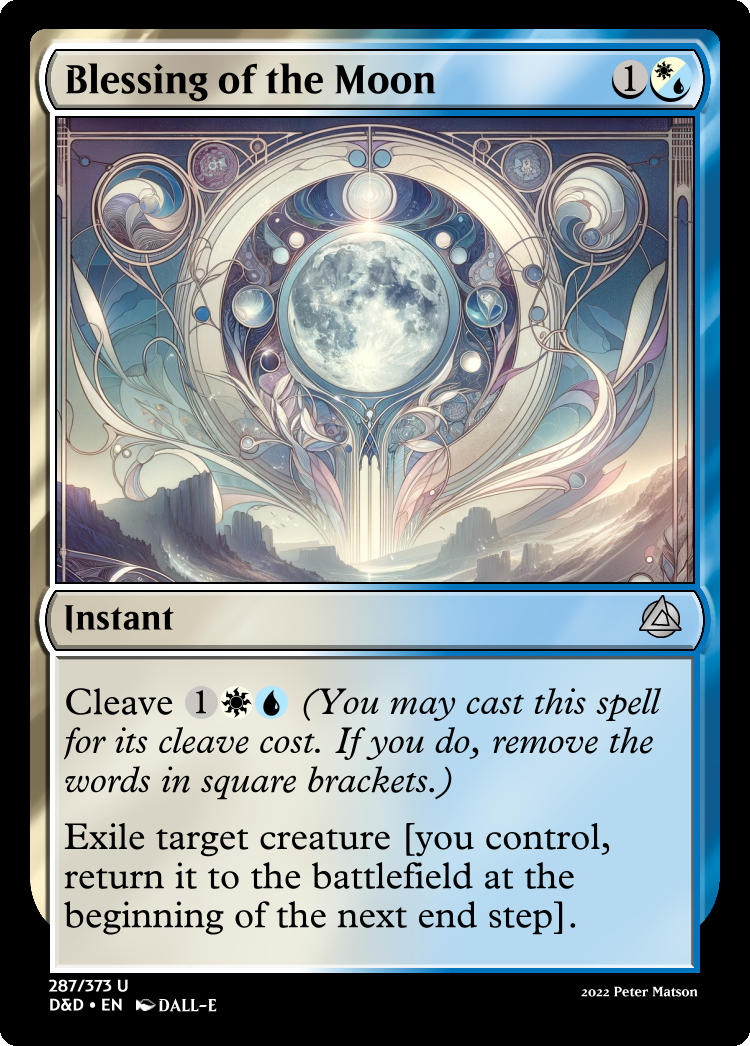 Blessing of the Moon 1
Instant
Cleave 1 (You may cast this spell
for its cleave cost. If you do, remove the
words in square brackets.)
Exile target creature [you control,
return it to the battlefield at the
beginning of the next end step].
287/373 U
D&D • EN DALL-E
2022 Peter Matson